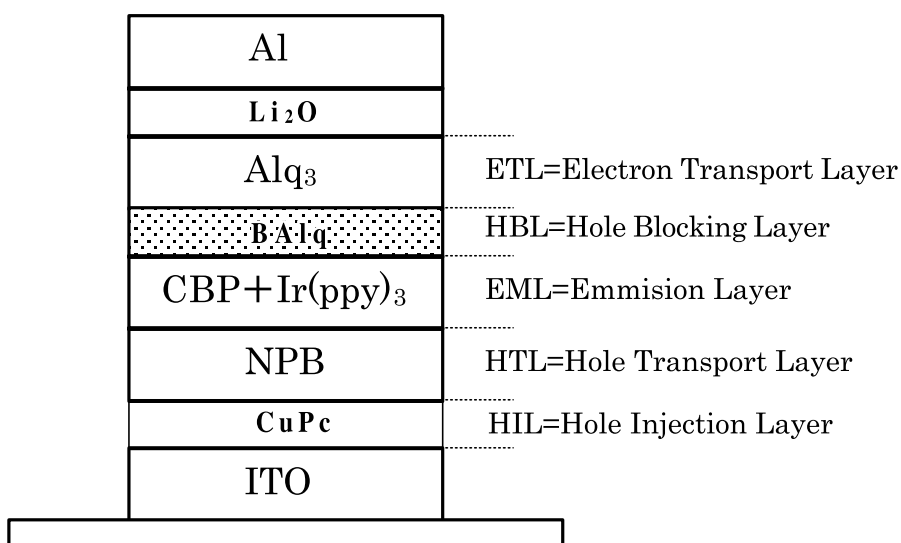 Al
Li₂O
Alq₃ ETL=Electron Transport Layer
BAlq HBL=Hole Blocking Layer
CBP+Ir(ppy)₃ EML=Emmision Layer
NPB HTL=Hole Transport Layer
CuPc HIL=Hole Injection Layer
ITO